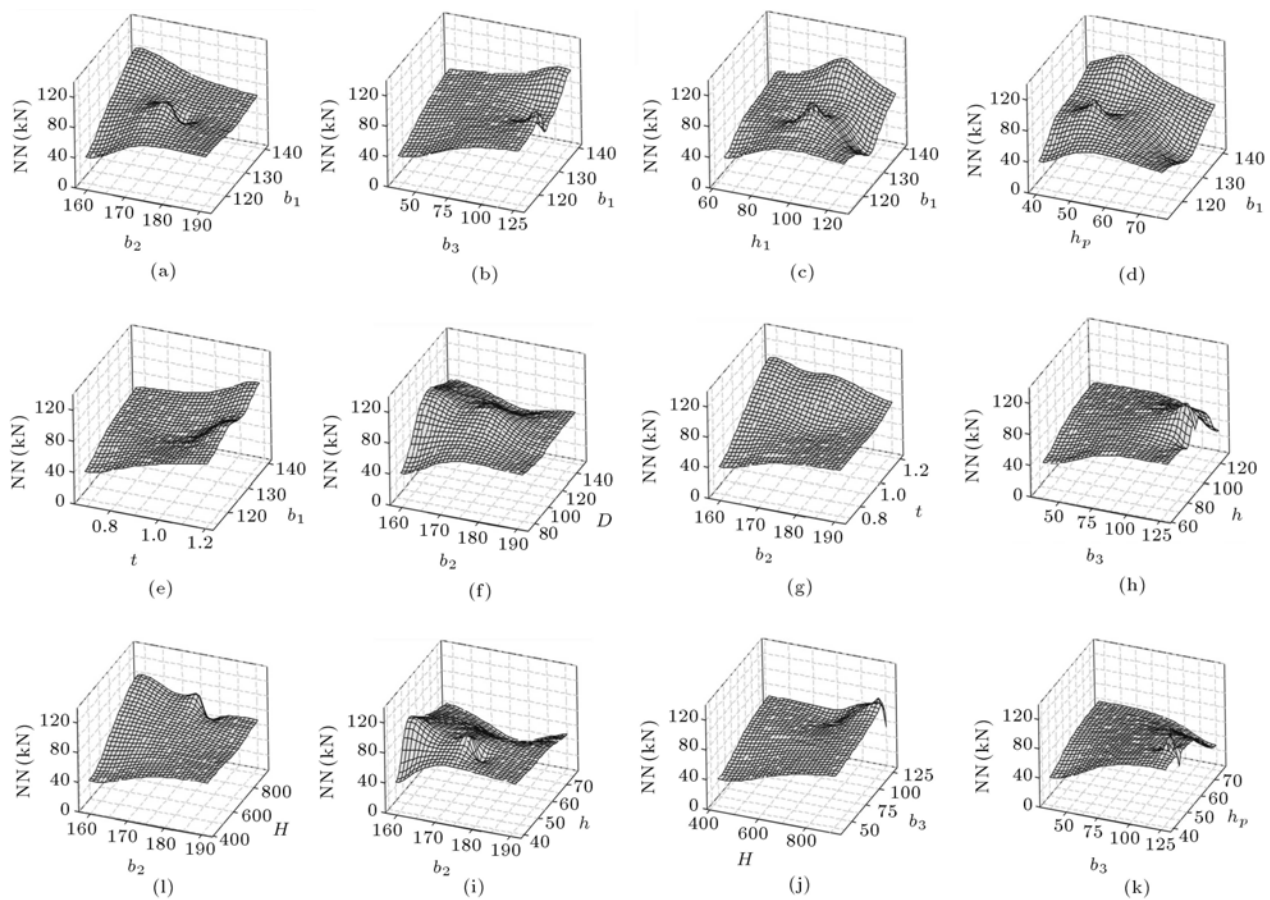 NN (kN)
120
80
40
0
160
170
180
190
b2
120
130
140
b1
(a)
NN (kN)
120
80
40
0
50
75
100
125
b3
120
130
140
b1
(b)
NN (kN)
120
80
40
0
60
80
100
120
h1
120
130
140
b1
(c)
NN (kN)
120
80
40
0
40
50
60
70
hp
120
130
140
b1
(d)
NN (kN)
120
80
40
0
0.8
1.0
1.2
t
120
130
140
b1
(e)
NN (kN)
120
80
40
0
160
170
180
190
b2
80
100
120
140
D
(f)
NN (kN)
120
80
40
0
160
170
180
190
b2
0.8
1.0
1.2
t
(g)
NN (kN)
120
80
40
0
50
75
100
125
b3
60
80
100
120
h
(h)
NN (kN)
120
80
40
0
160
170
180
190
b2
400
600
800
H
(l)
NN (kN)
120
80
40
0
160
170
180
190
b2
40
50
60
70
h
(i)
NN (kN)
120
80
40
0
400
600
800
H
50
75
100
125
b3
(j)
NN (kN)
120
80
40
0
50
75
100
125
b3
40
50
60
70
hp
(k)